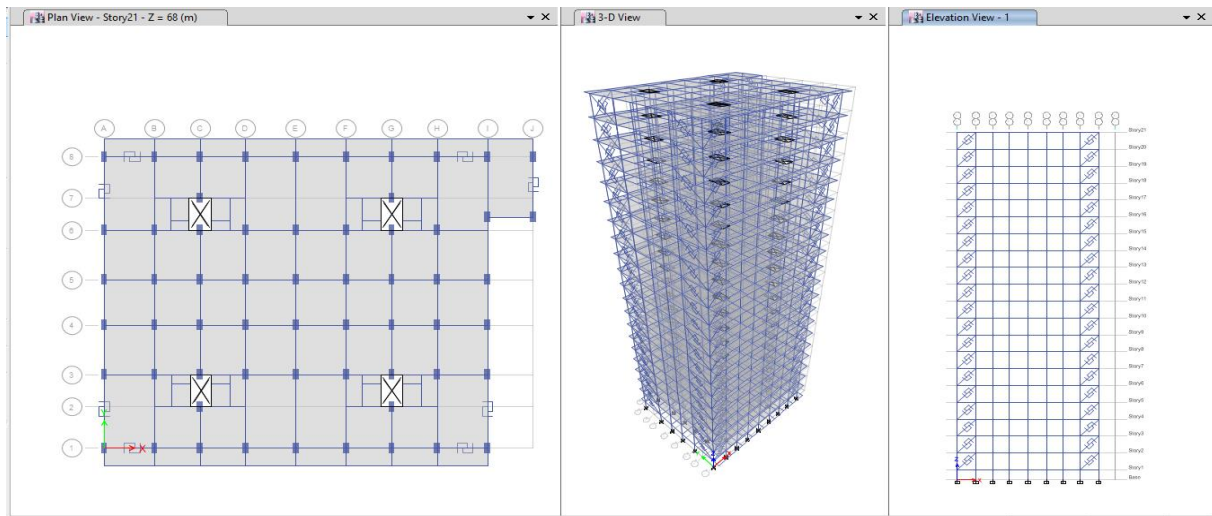 Plan View - Story21 - Z = 68 (m)
3-D View
Elevation View - 1
A B C D E F G H I J
8
7
6
5
4
3
2
1
X
Story21
Story20
Story19
Story18
Story17
Story16
Story15
Story14
Story13
Story12
Story11
Story10
Story9
Story8
Story7
Story6
Story5
Story4
Story3
Story2
Story1
Base